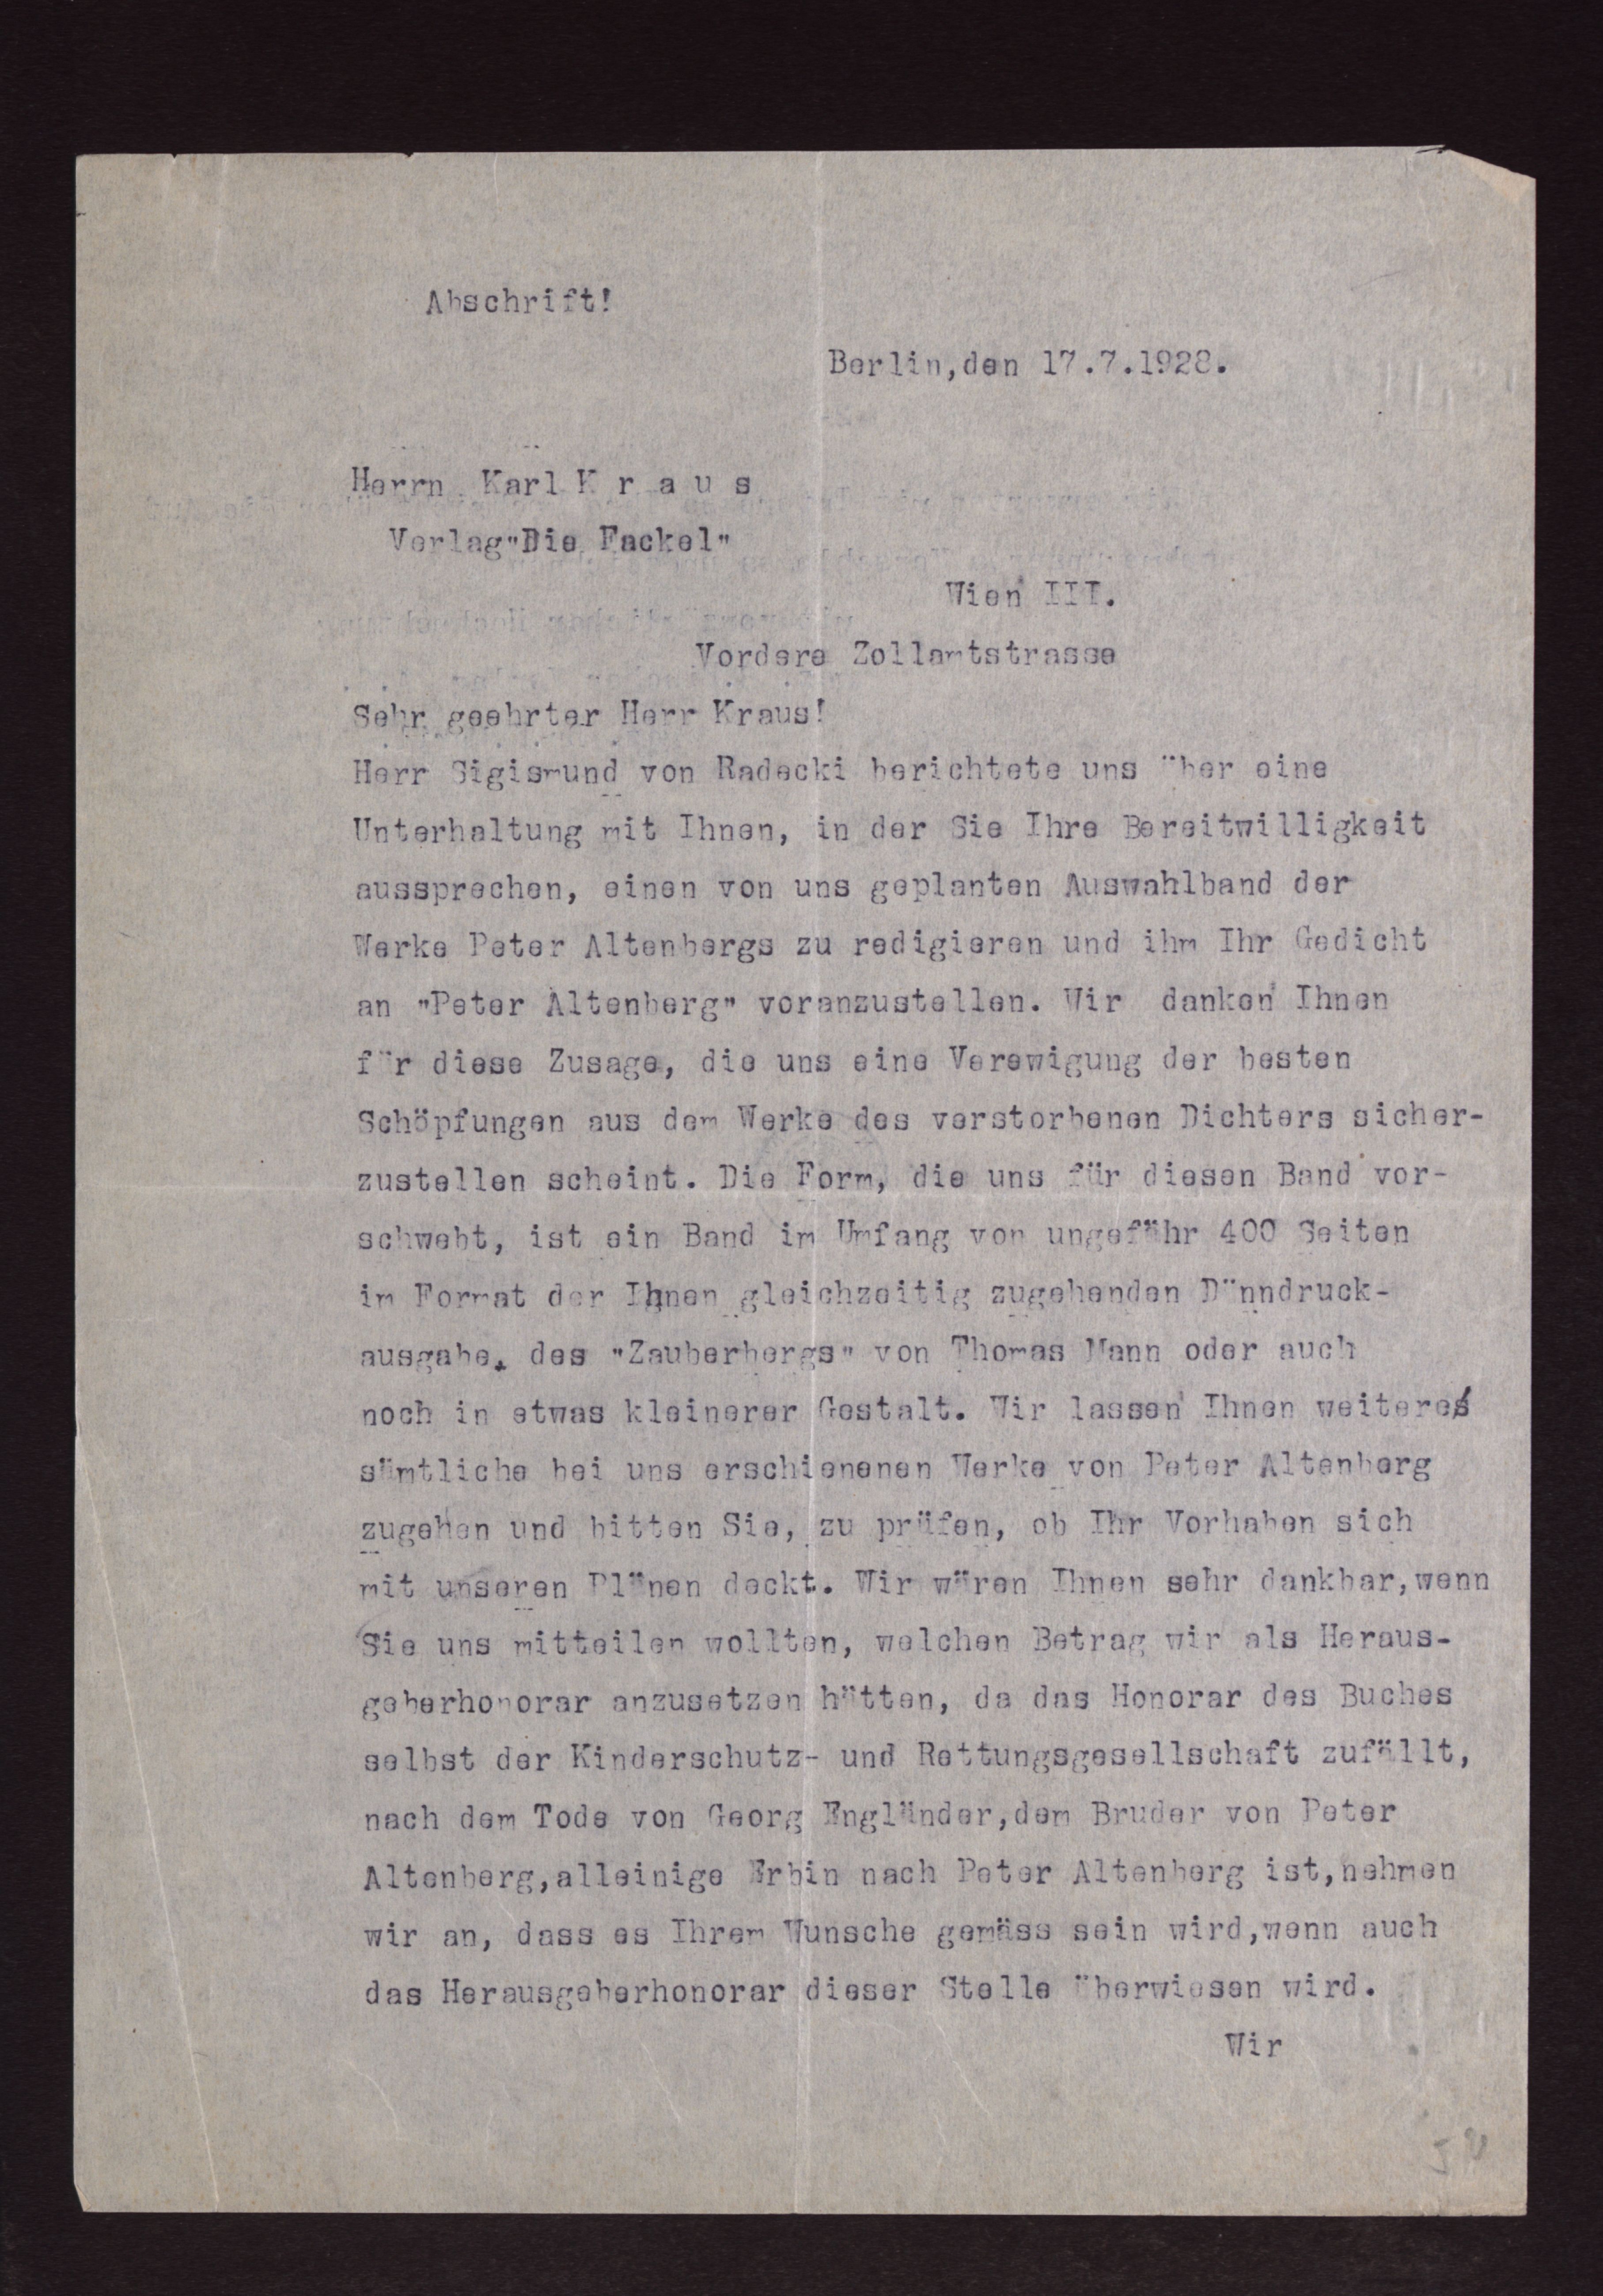 Abschrift!
Berlin,den 17.7.1928.
Herrn Karl K r a u s
Verlag"Die Fackel"
Wien III.
Vordere Zollamtstrasse
Sehr geehrter Herr Kraus!
Herr Sigismund von Radecki berichtete uns über eine
Unterhaltung mit Ihnen, in der Sie Ihre Bereitwilligkeit
aussprechen, einen von uns geplanten Auswahlband der
Werke Peter Altenbergs zu redigieren und ihm Ihr Gedicht
an "Peter Altenberg" voranzustellen. Wir danken Ihnen
für diese Zusage, die uns eine Verewigung der besten
Schöpfungen aus dem Werke des verstorbenen Dichters sicher-
zustellen scheint. Die Form, die uns für diesen Band vor-
schwebt, ist ein Band im Umfang von ungefähr 400 Seiten
im Format der Ihnen gleichzeitig zugehenden Dünndruck-
ausgabe, des "Zauberbergs" von Thomas Mann oder auch
noch in etwas kleinerer Gestalt. Wir lassen Ihnen weiteres
sämtliche bei uns erschienenen Werke von Peter Altenberg
zugehen und bitten Sie, zu prüfen, ob Ihr Vorhaben sich
mit unseren Plänen deckt. Wir wären Ihnen sehr dankbar,wenn
Sie uns mitteilen wollten, welchen Betrag wir als Heraus-
geberhonorar anzusetzen hätten, da das Honorar des Buches
selbst der Kinderschutz- und Rettungsgesellschaft zufällt,
nach dem Tode von Georg Engländer,dem Bruder von Peter
Altenberg,alleinige Erbin nach Peter Altenberg ist,nehmen
wir an, dass es Ihrem Wunsche gemäss sein wird,wenn auch
das Herausgeberhonorar dieser Stelle überwiesen wird.
Wir